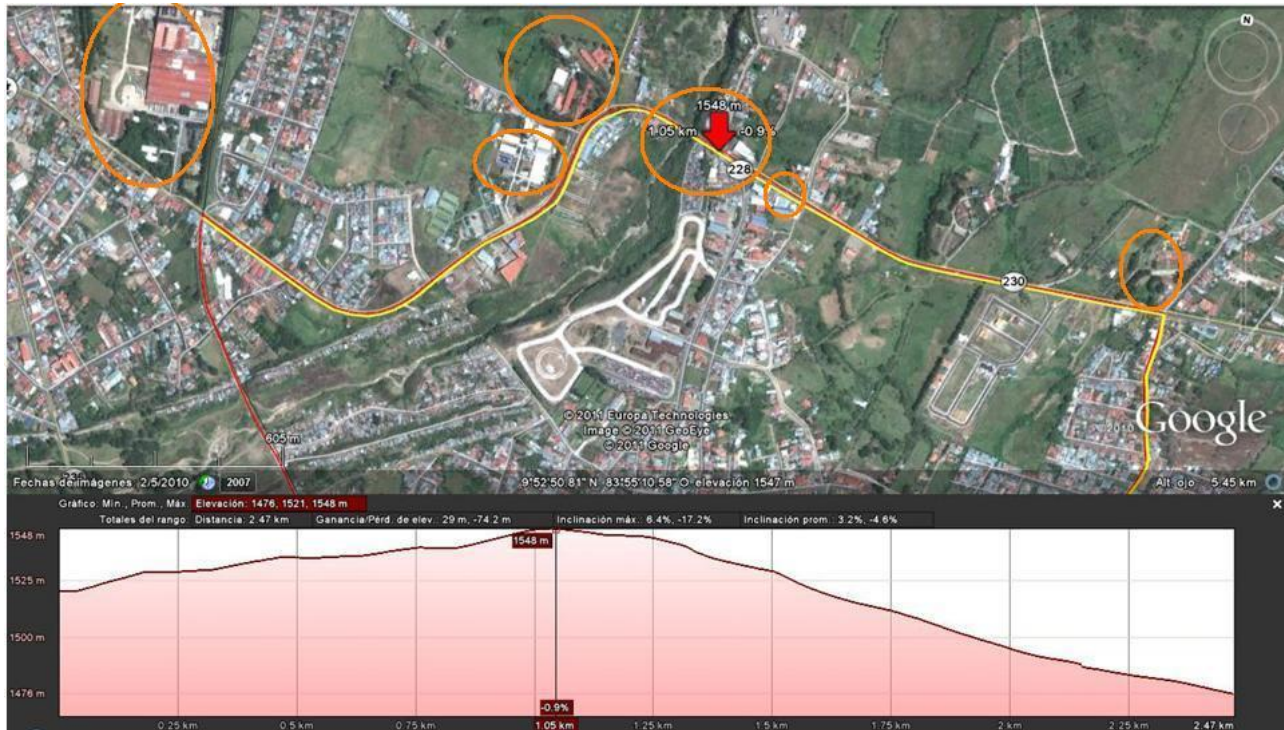 N
1548 m
1.05 km -0.9%
228
230
© 2011 Europa Technologies
Image © 2011 GeoEye
© 2011 Google
Google
605 m
Fechas de imágenes 2/5/2010 2007 9°52'50.81" N -83°55'10.58" O elevación 1547 m Alt. ojo 5.45 km
Gráfico: Mín., Prom., Máx Elevación: 1476, 1521, 1548 m
Totales del rango: Distancia: 2.47 km Ganancia/Pérd. de elev.: 29 m, -74.2 m Inclinación máx.: 6.4%, -17.2% Inclinación prom.: 3.2%, -4.6%
1548 m
1548 m
1525 m
1500 m
1476 m
-0.9%
0.25 km 0.5 km 0.75 km 1.05 km 1.25 km 1.5 km 1.75 km 2 km 2.25 km 2.47 km